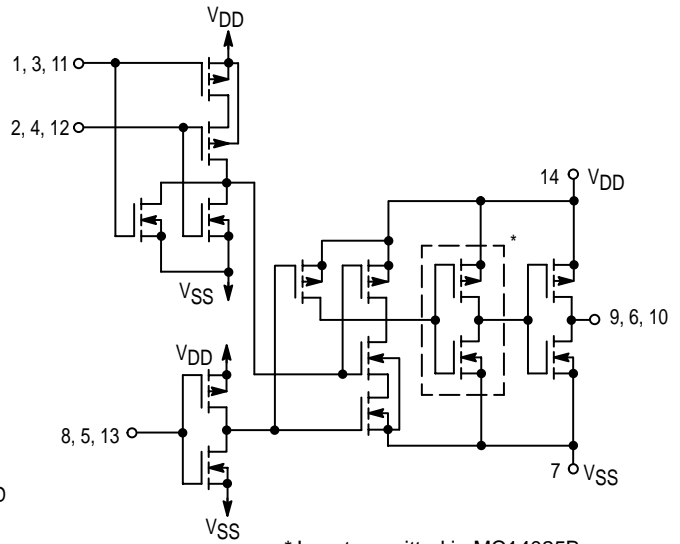 VDD
1, 3, 11
2, 4, 12
14 VDD
*
VSS
9, 6, 10
VDD
8, 5, 13
7 VSS
VSS